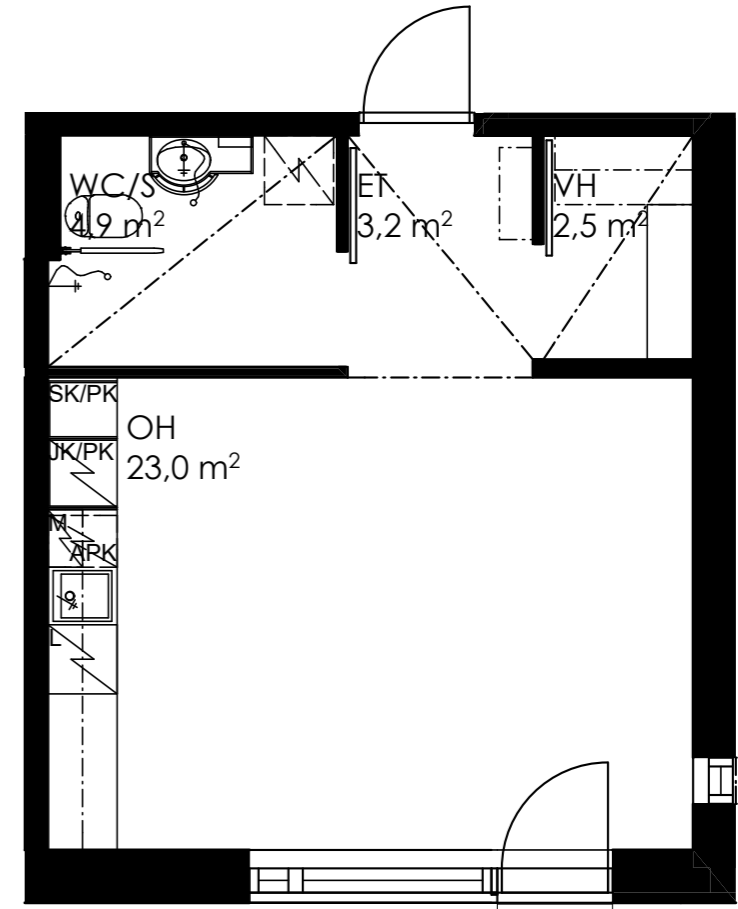 WC/S
4,9 m²
ET
3,2 m²
VH
2,5 m²
SK/PK
JK/PK
OH
23,0 m²
M
APK
L